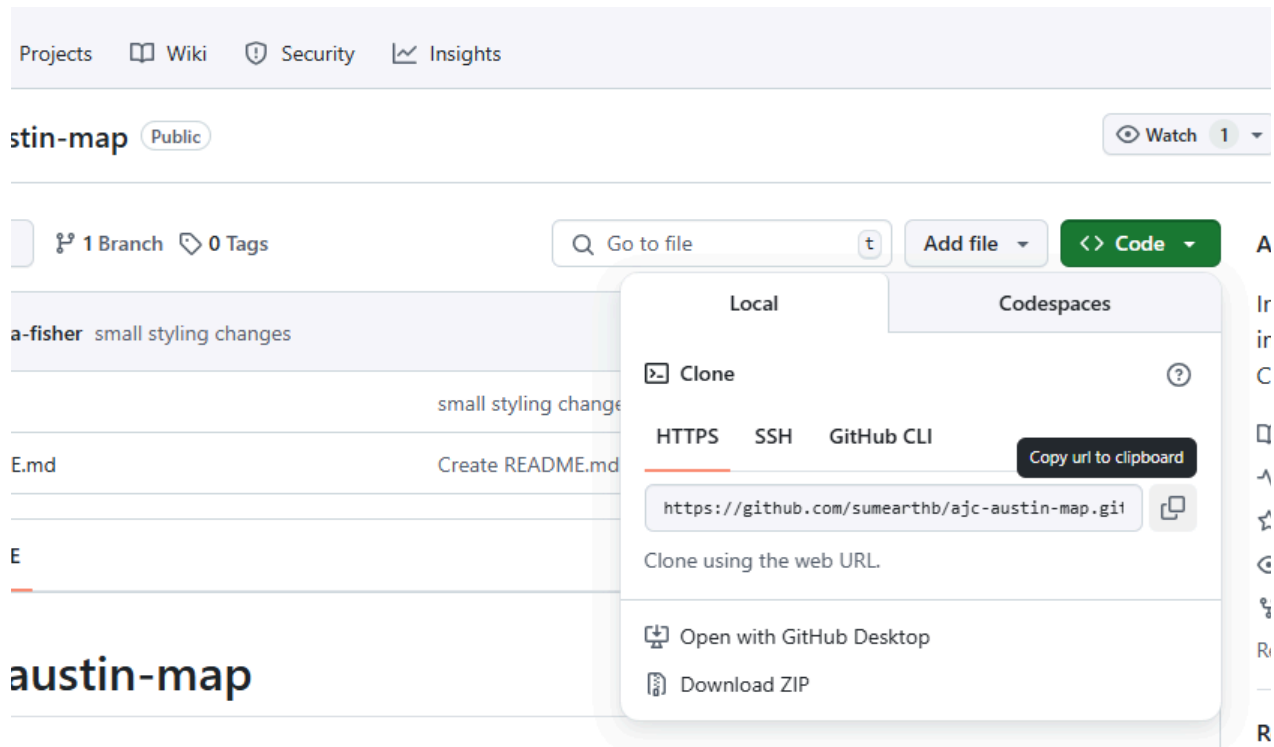 Projects Wiki Security Insights
stin-map Public
Watch 1
1 Branch 0 Tags
Go to file t
Add file
<> Code
A
Local Codespaces
a-fisher small styling changes
Clone
small styling change
HTTPS SSH GitHub CLI
Copy url to clipboard
E.md Create README.md
https://github.com/sumearthb/ajc-austin-map.git
E
Clone using the web URL.
Open with GitHub Desktop
austin-map
Download ZIP
R